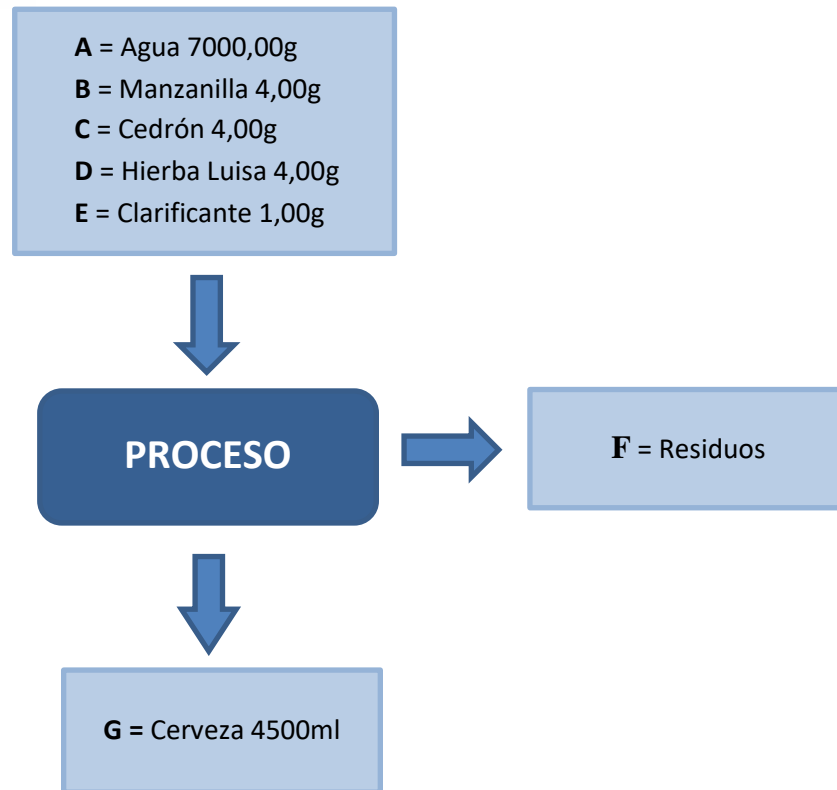 A = Agua 7000,00g
B = Manzanilla 4,00g
C = Cedrón 4,00g
D = Hierba Luisa 4,00g
E = Clarificante 1,00g
PROCESO
F = Residuos
G = Cerveza 4500ml